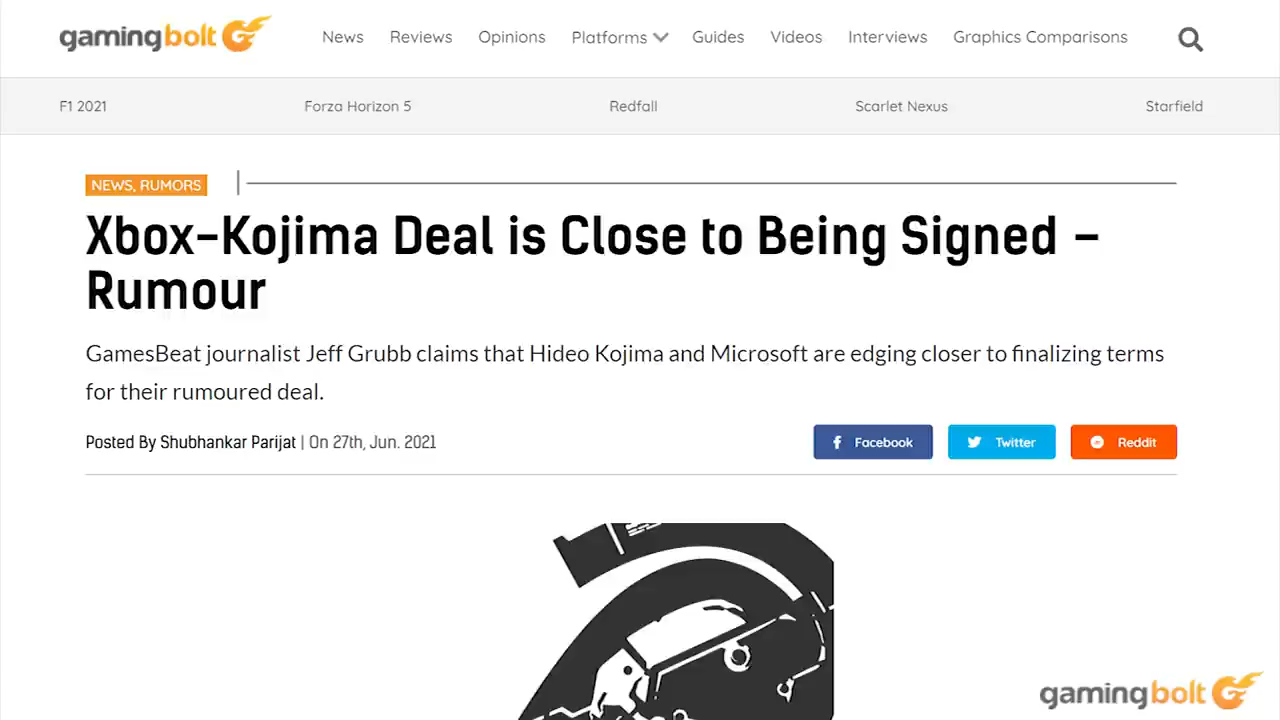 gamingbolt
News Reviews Opinions Platforms Guides Videos Interviews Graphics Comparisons
F1 2021 Forza Horizon 5 Redfall Scarlet Nexus Starfield
NEWS, RUMORS
Xbox–Kojima Deal is Close to Being Signed –
Rumour
GamesBeat journalist Jeff Grubb claims that Hideo Kojima and Microsoft are edging closer to finalizing terms
for their rumoured deal.
Posted By Shubhankar Parijat | On 27th, Jun. 2021
Facebook Twitter Reddit
gamingbolt